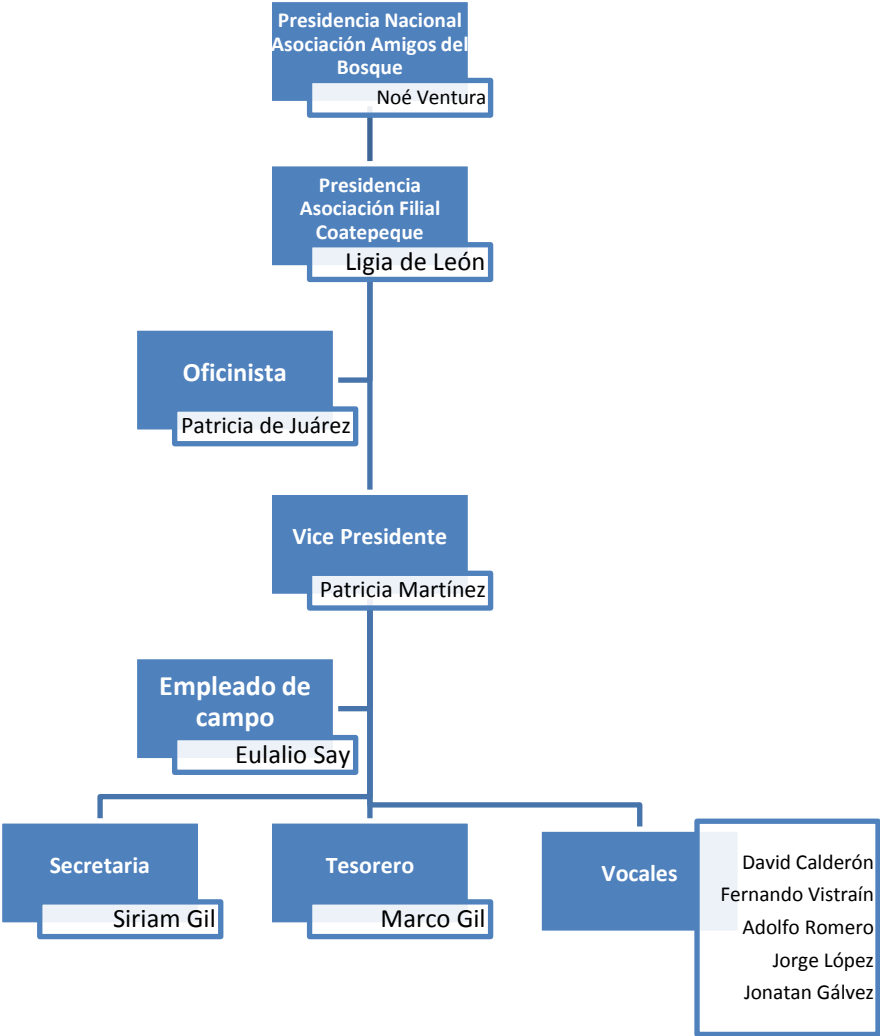 Presidencia Nacional
Asociación Amigos del
Bosque
Noé Ventura
Presidencia
Asociación Filial
Coatepeque
Ligia de León
Oficinista
Patricia de Juárez
Vice Presidente
Patricia Martínez
Empleado de
campo
Eulalio Say
Secretaria
Siriam Gil
Tesorero
Marco Gil
Vocales
David Calderón
Fernando Vistraín
Adolfo Romero
Jorge López
Jonatan Gálvez